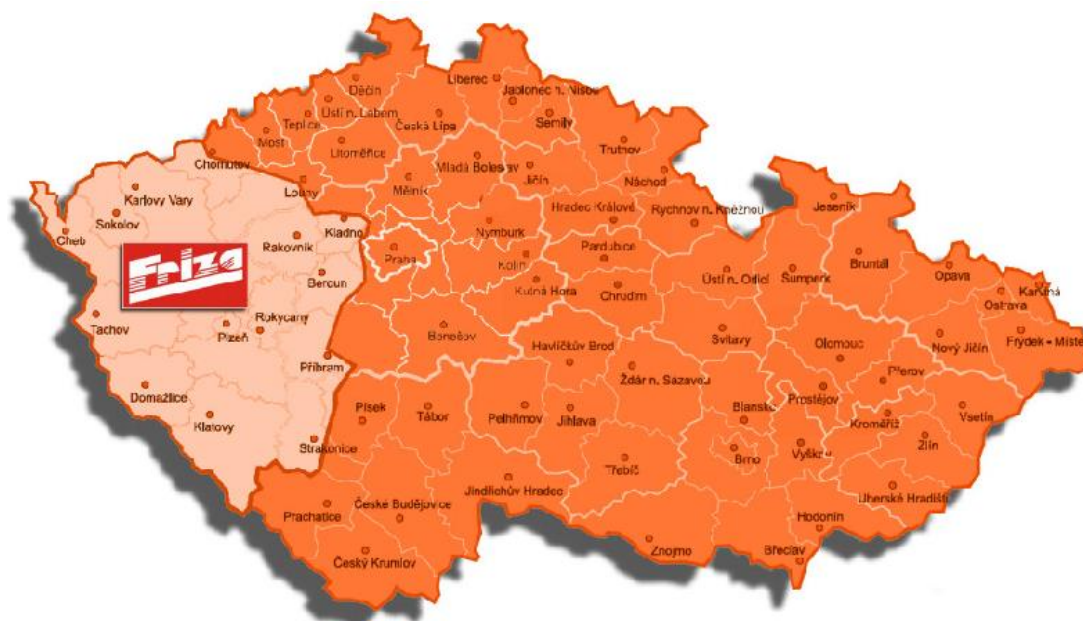 Děčín
Liberec
Jablonec n. Nisou
Ústí n. Labem
Teplice
Česká Lípa
Semily
Most
Litoměřice
Trutnov
Chomutov
Mladá Boleslav
Jičín
Louny
Mělník
Náchod
Karlovy Vary
Sokolov
Hradec Králové
Rychnov n. Kněžnou
Jeseník
Cheb
Kladno
Nymburk
Rakovník
Praha
Pardubice
Kolín
Bruntál
Opava
Friza
Beroun
Kutná Hora
Chrudim
Ústí n. Orlicí
Šumperk
Karviná
Ostrava
Tachov
Rokycany
Plzeň
Benešov
Havlíčkův Brod
Svitavy
Olomouc
Nový Jičín
Frýdek - Místek
Příbram
Žďár n. Sázavou
Přerov
Domažlice
Prostějov
Klatovy
Písek
Tábor
Pelhřimov
Jihlava
Blansko
Kroměříž
Vsetín
Strakonice
Třebíč
Brno
Vyškov
Zlín
Jindřichův Hradec
Uherské Hradiště
Prachatice
České Budějovice
Hodonín
Český Krumlov
Znojmo
Břeclav